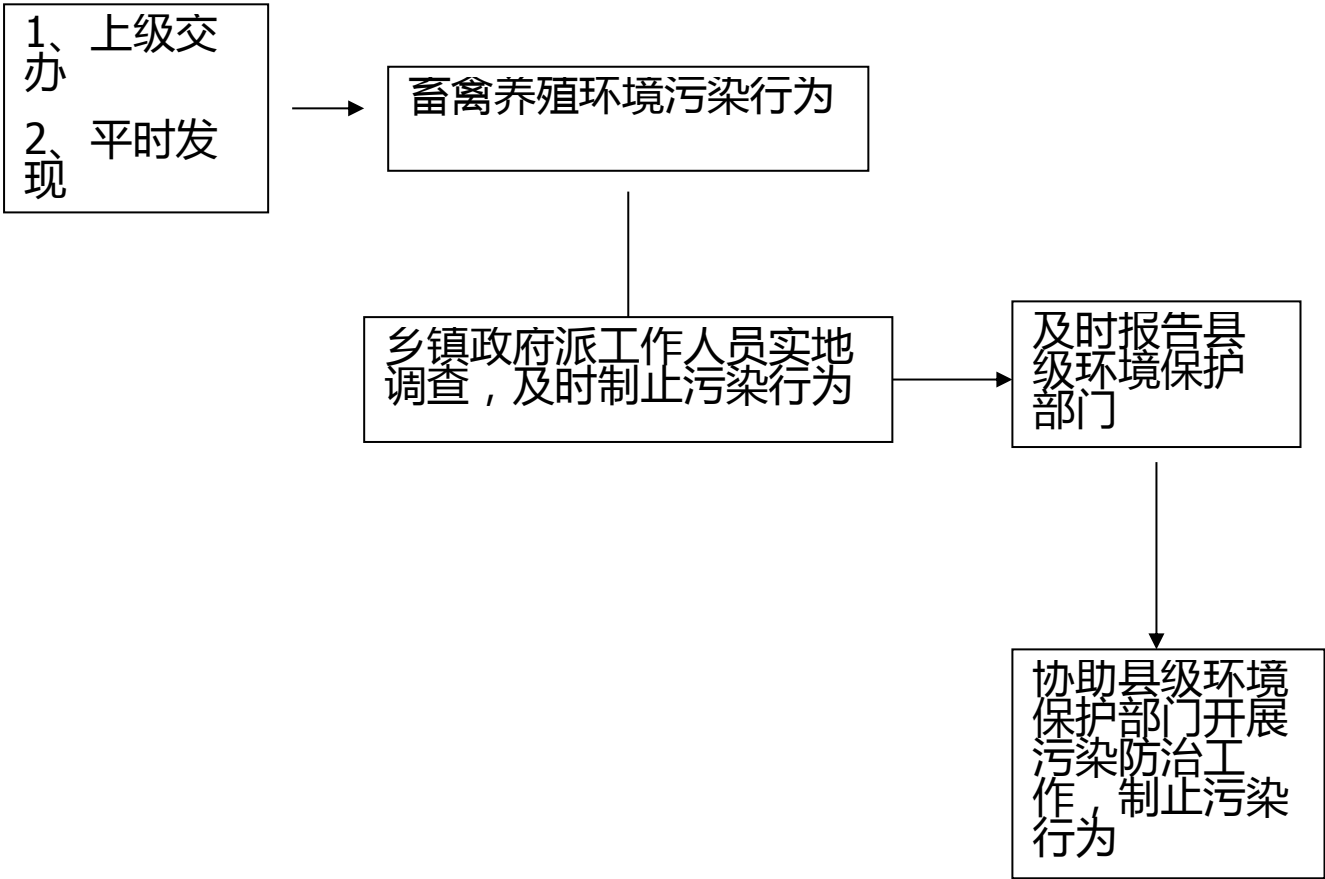 1、上级交
办
2、平时发
现
畜禽养殖环境污染行为
乡镇政府派工作人员实地
调查，及时制止污染行为
及时报告县
级环境保护
部门
协助县级环境
保护部门开展
污染防治工
作，制止污染
行为